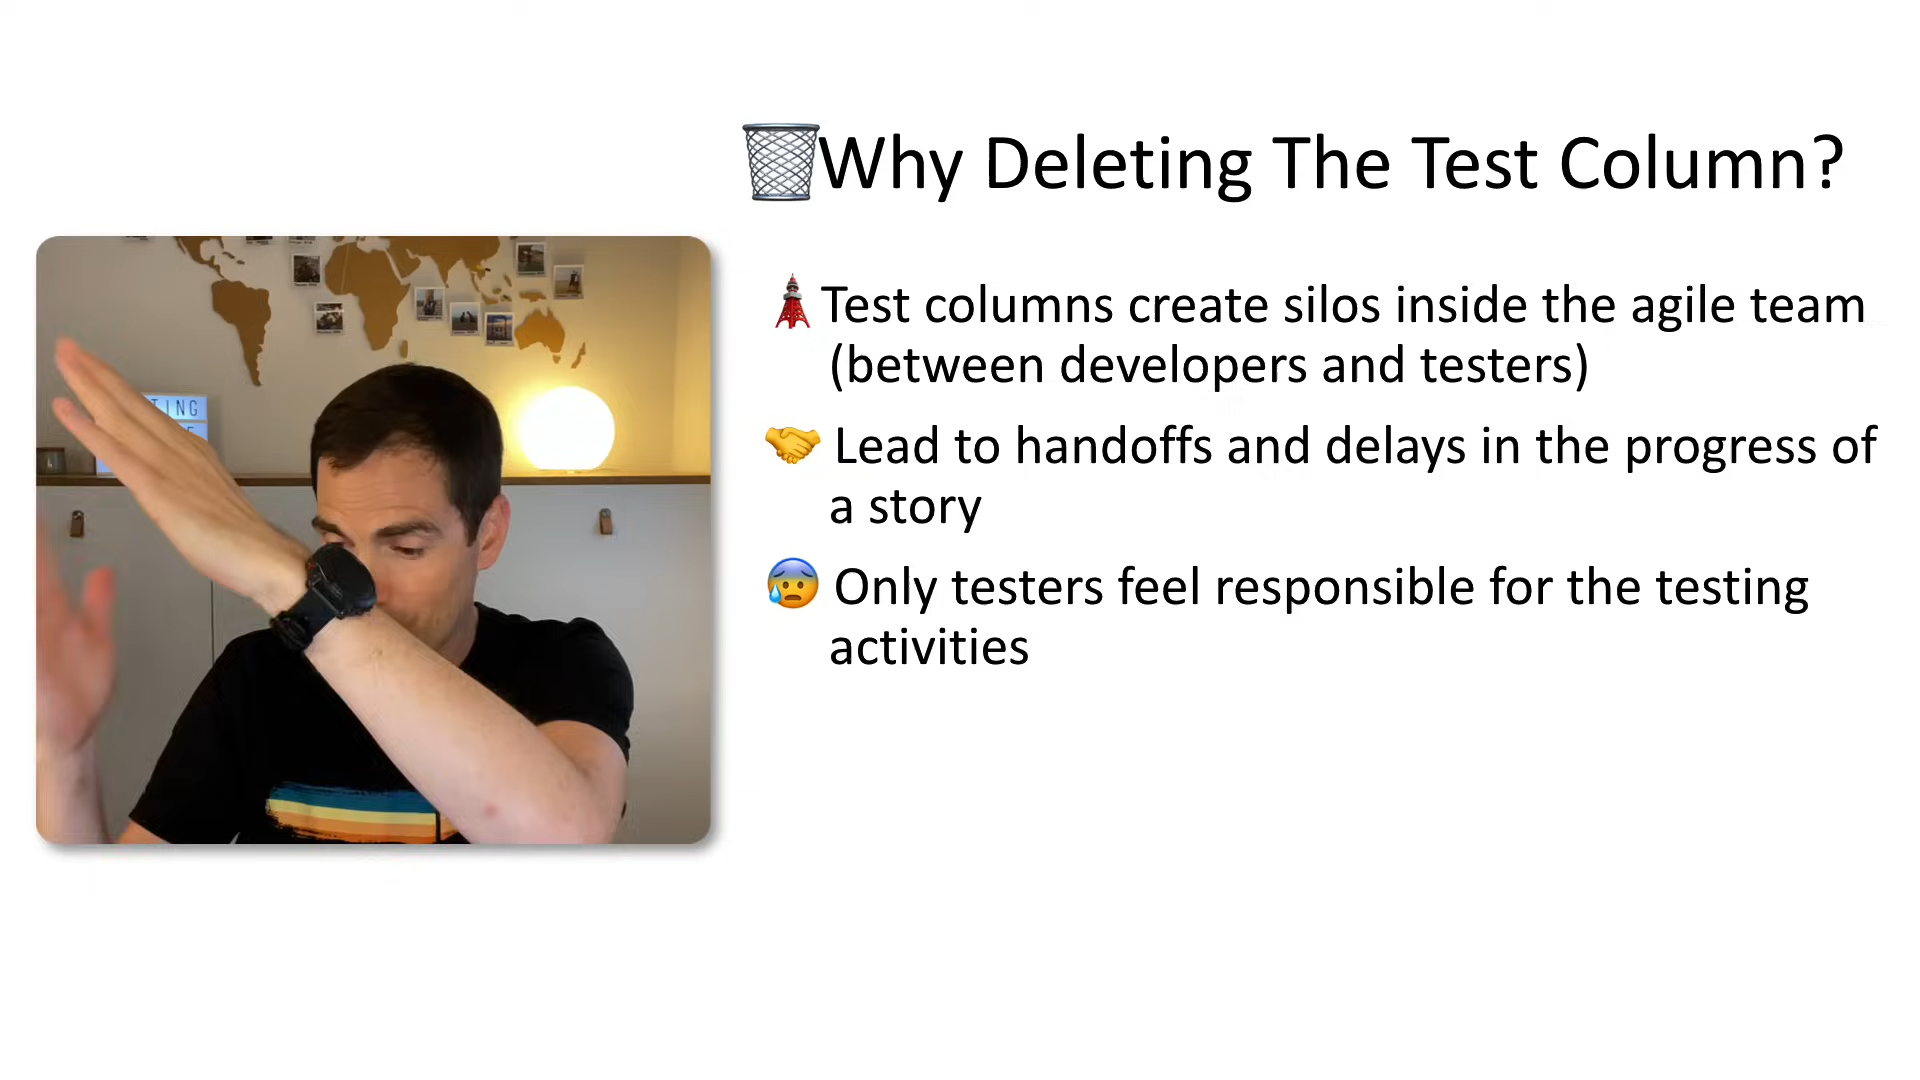 🗑️Why Deleting The Test Column?
🗼Test columns create silos inside the agile team
(between developers and testers)
🤝 Lead to handoffs and delays in the progress of
a story
😰 Only testers feel responsible for the testing
activities
TING